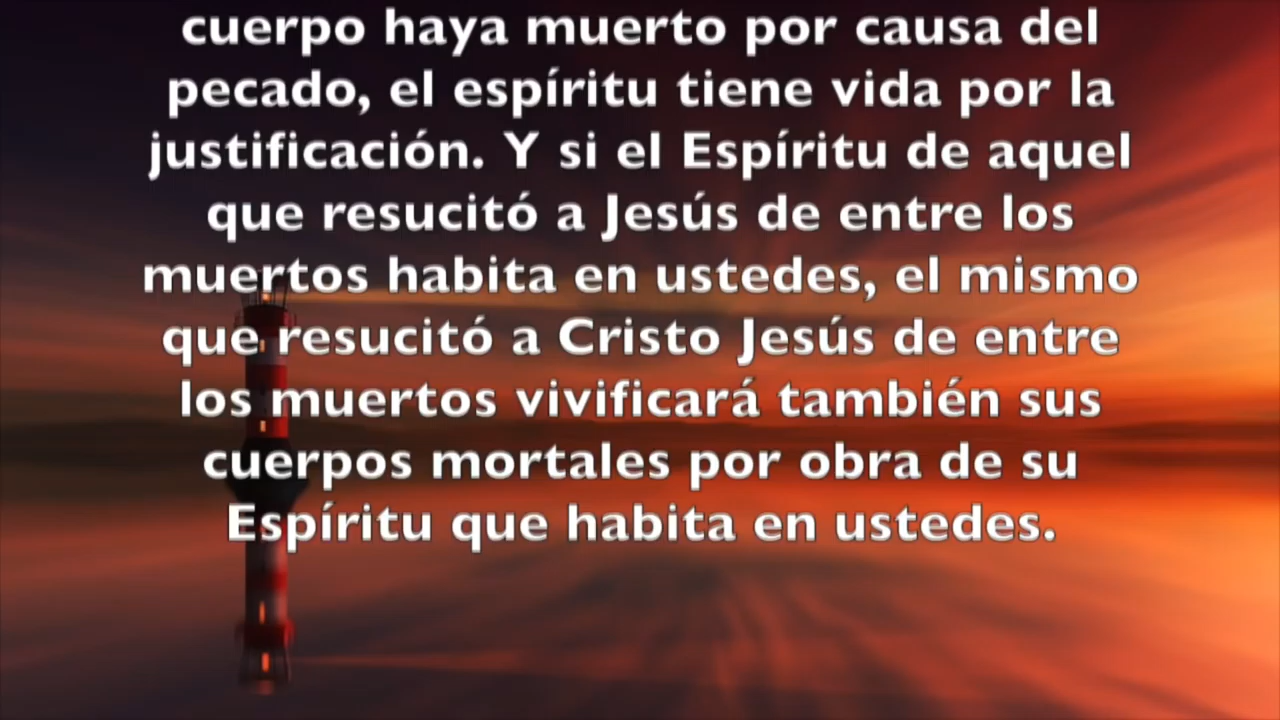 cuerpo haya muerto por causa del
pecado, el espíritu tiene vida por la
justificación. Y si el Espíritu de aquel
que resucitó a Jesús de entre los
muertos habita en ustedes, el mismo
que resucitó a Cristo Jesús de entre
los muertos vivificará también sus
cuerpos mortales por obra de su
Espíritu que habita en ustedes.